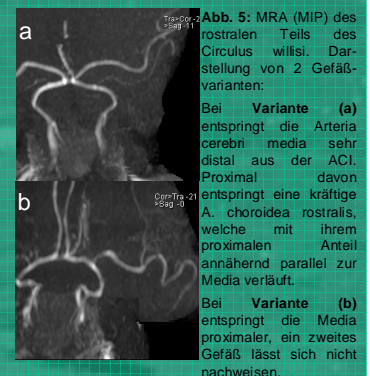 a
Tra>Cor -2
>Sag -11
b
Cor>Tra -21
>Sag -0
Abb. 5: MRA (MIP) des
rostralen Teils des
Circulus willisi. Dar-
stellung von 2 Gefäß-
varianten:
Bei Variante (a)
entspringt die Arteria
cerebri media sehr
distal aus der ACI.
Proximal davon
entspringt eine kräftige
A. choroidea rostralis,
welche mit ihrem
proximalen Anteil
annähernd parallel zur
Media verläuft.
Bei Variante (b)
entspringt die Media
proximaler, ein zweites
Gefäß lässt sich nicht
nachweisen.